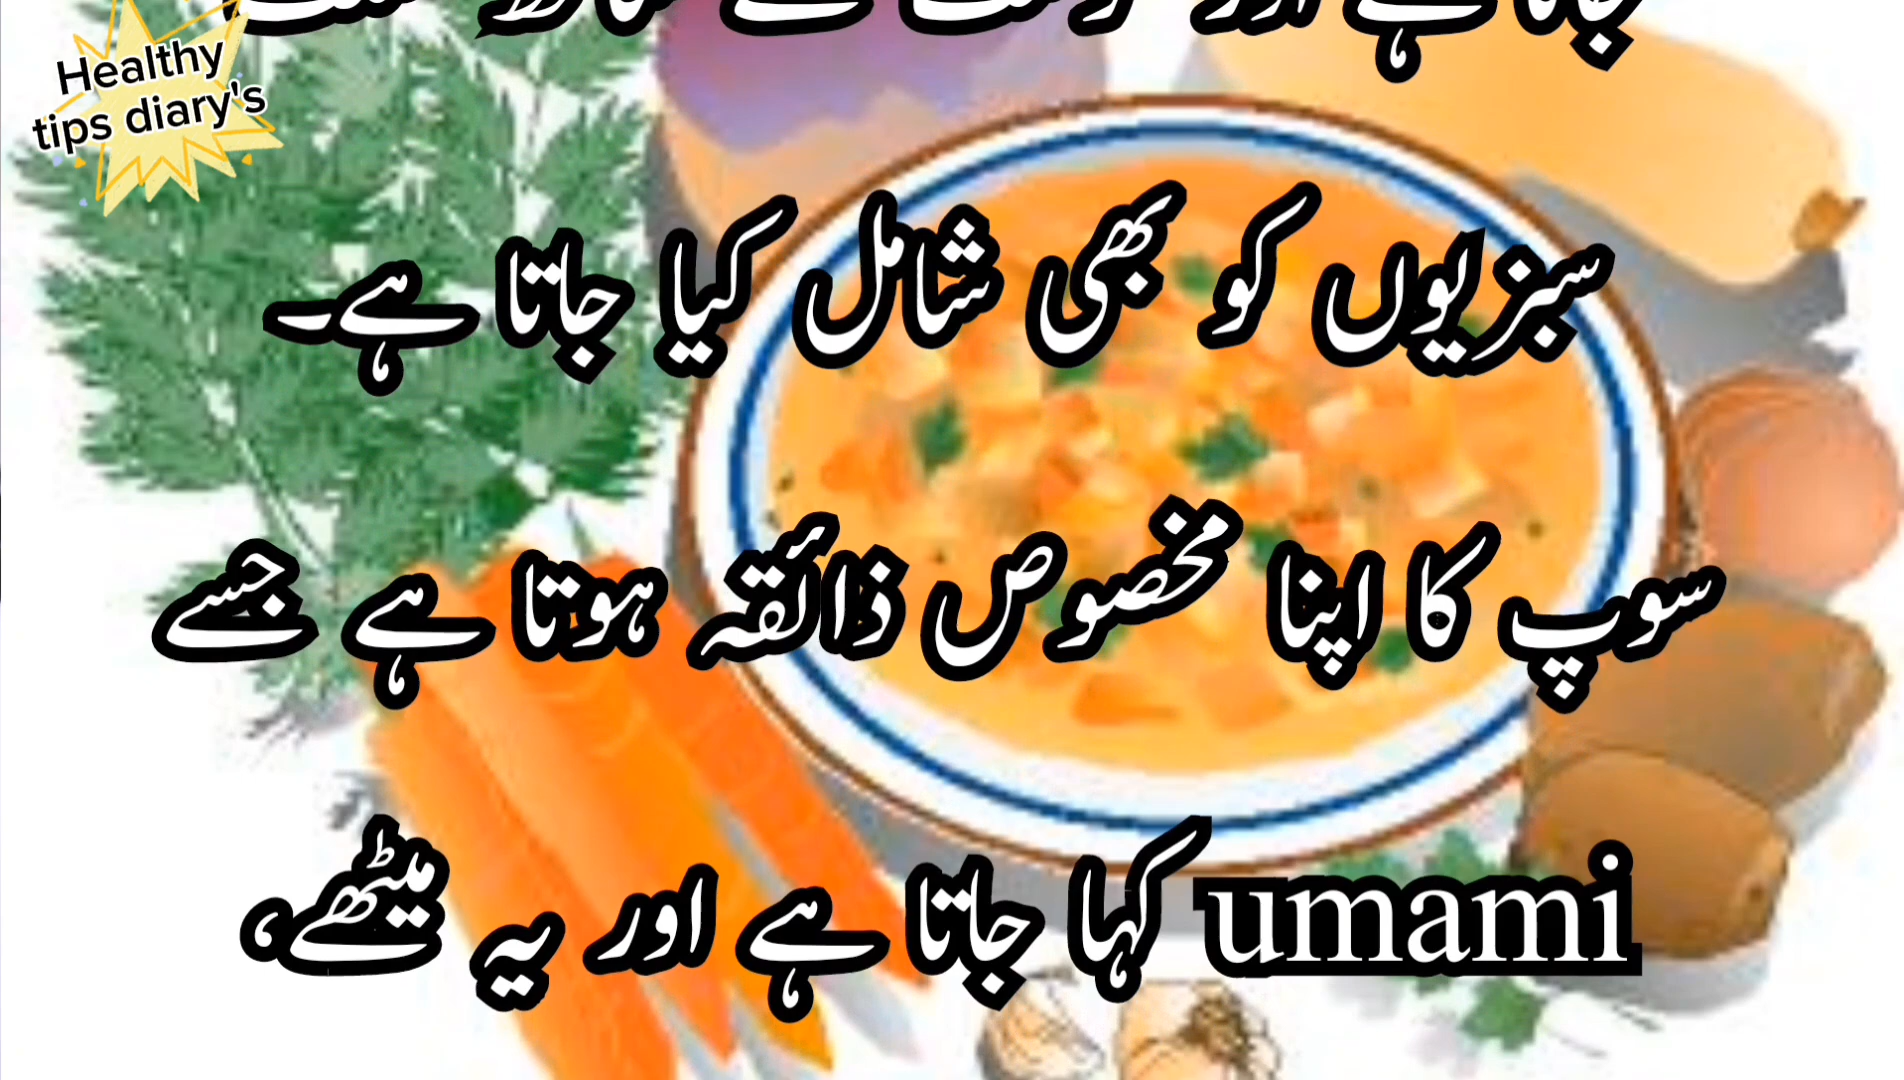 Healthy
tips diary's
سبزیوں کو بھی شامل کیا جاتا ہے۔
سوپ کا اپنا مخصوص ذائقہ ہوتا ہے جسے
umami کہا جاتا ہے اور یہ میٹھے،